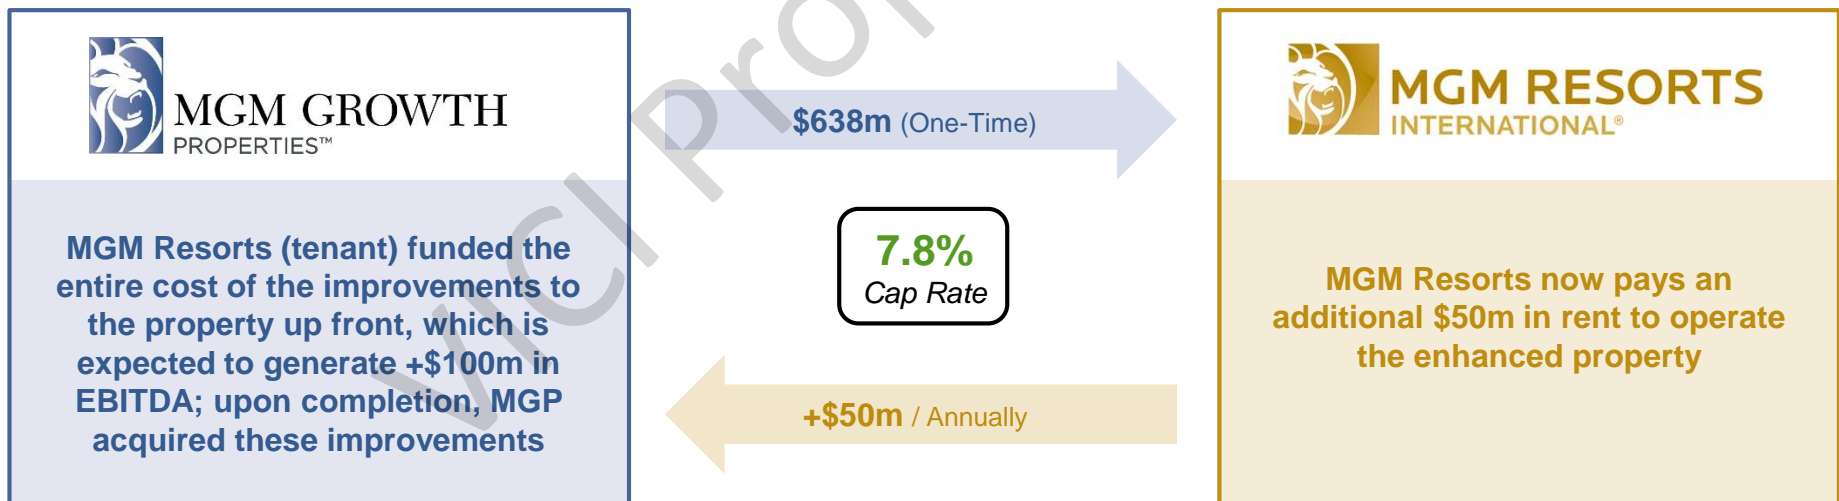 MGM GROWTH
PROPERTIES™
MGM Resorts (tenant) funded the
entire cost of the improvements to
the property up front, which is
expected to generate +$100m in
EBITDA; upon completion, MGP
acquired these improvements
$638m (One-Time)
7.8%
Cap Rate
+$50m / Annually
MGM RESORTS
INTERNATIONAL®
MGM Resorts now pays an
additional $50m in rent to operate
the enhanced property
VICI Prop